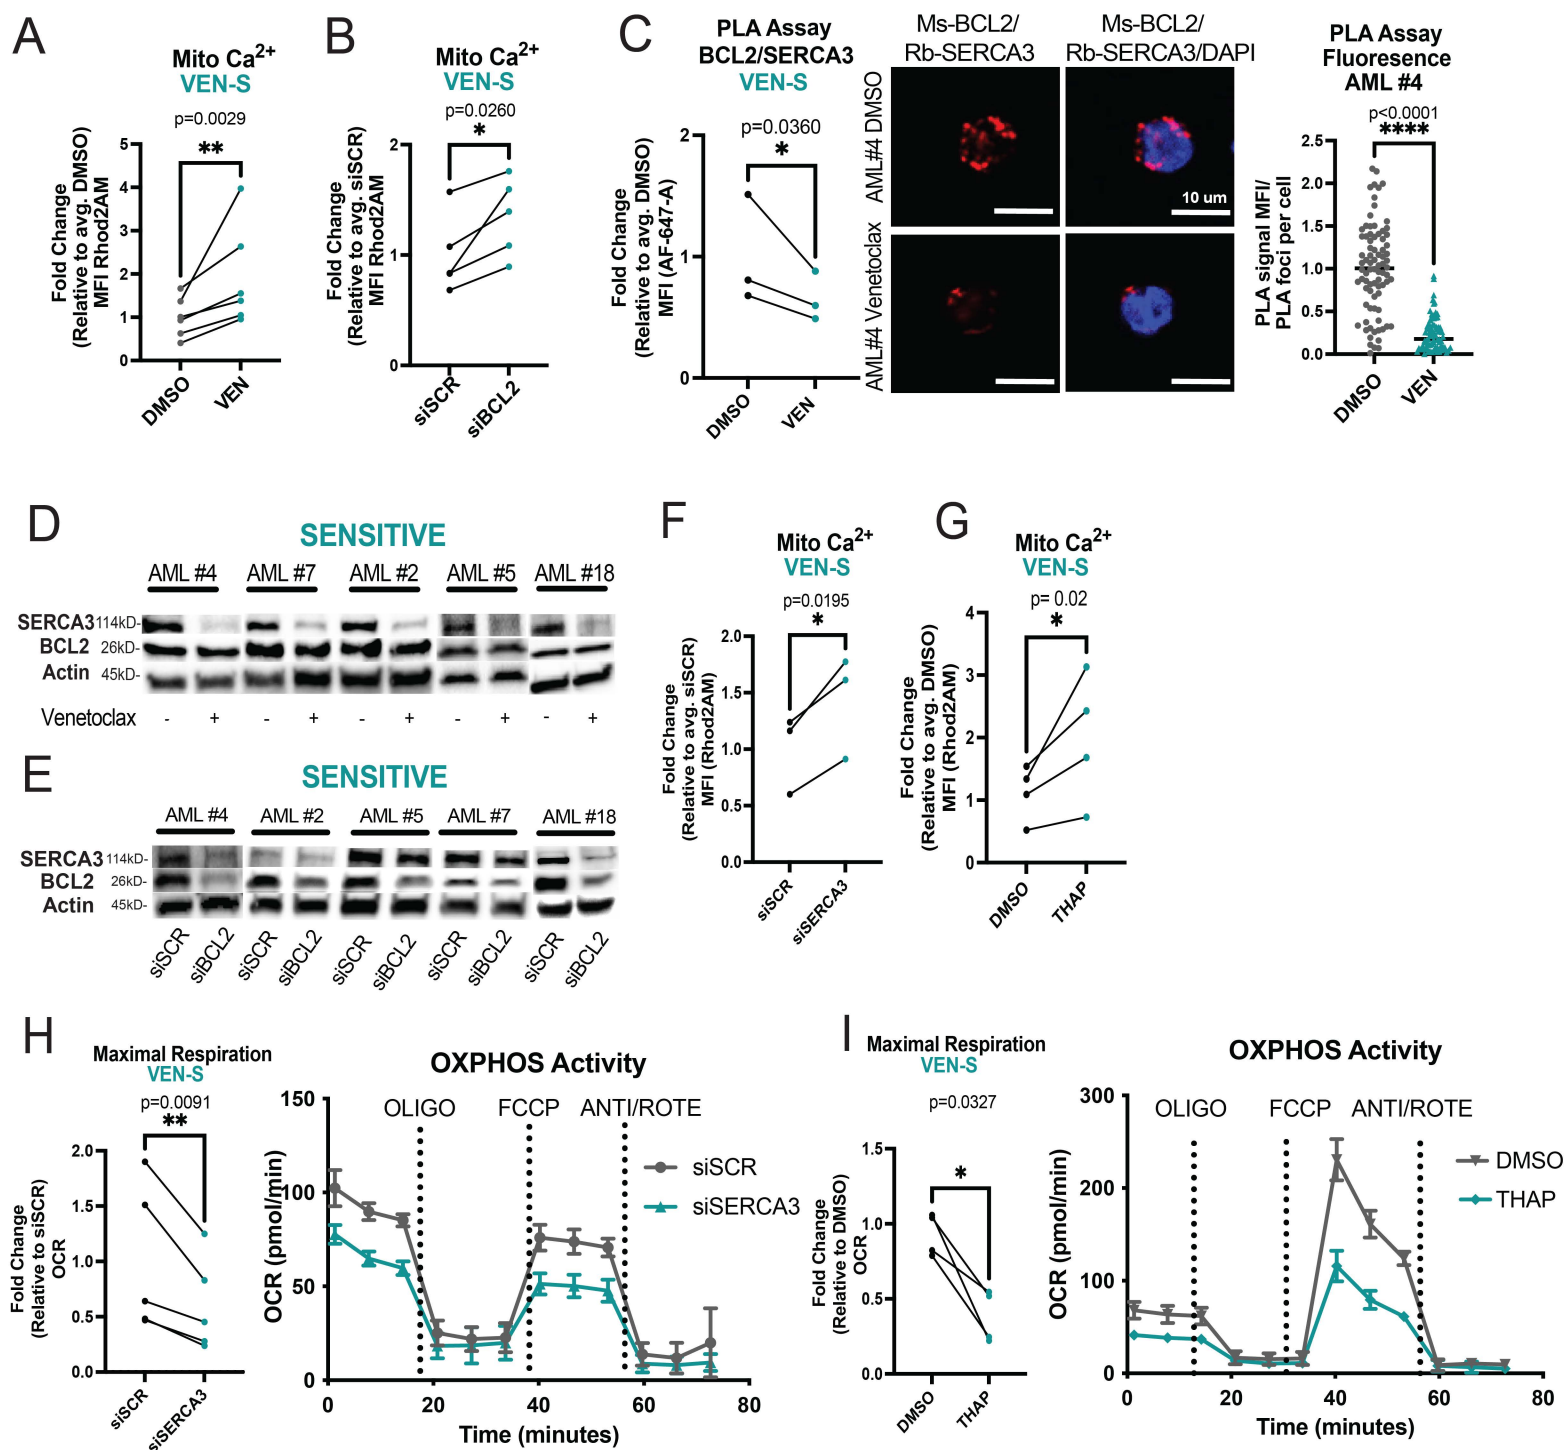 A
Mito Ca2+
VEN-S
p=0.0029
**
Fold Change
(Relative to avg. DMSO)
MFI Rhod2AM
5
4
3
2
1
0
DMSO
VEN
B
Mito Ca2+
VEN-S
p=0.0260
*
Fold Change
(Relative to avg. siSCR)
MFI Rhod2AM
2
1
0
siSCR
siBCL2
C
PLA Assay
BCL2/SERCA3
VEN-S
p=0.0360
*
Fold Change
(Relative to avg. DMSO)
MFI (AF-647-A)
2
1
0
DMSO
VEN
Ms-BCL2/
Rb-SERCA3
Ms-BCL2/
Rb-SERCA3/DAPI
AML#4 DMSO
AML#4 Venetoclax
10 um
PLA Assay
Fluoresence
AML #4
p<0.0001
****
PLA signal MFI/
PLA foci per cell
2.5
2.0
1.5
1.0
0.5
0.0
DMSO
VEN
D
SENSITIVE
AML #4 AML #7 AML #2 AML #5 AML #18
SERCA3 114kD-
BCL2 26kD-
Actin 45kD-
Venetoclax - + - + - + - + - +
E
SENSITIVE
AML #4 AML #2 AML #5 AML #7 AML #18
SERCA3 114kD-
BCL2 26kD-
Actin 45kD-
siSCR siBCL2 siSCR siBCL2 siSCR siBCL2 siSCR siBCL2 siSCR siBCL2
F
Mito Ca2+
VEN-S
p=0.0195
*
Fold Change
(Relative to avg. siSCR)
MFI (Rhod2AM)
2.0
1.5
1.0
0.5
0.0
siSCR
siSERCA3
G
Mito Ca2+
VEN-S
p= 0.02
*
Fold Change
(Relative to avg. DMSO)
MFI (Rhod2AM)
4
3
2
1
0
DMSO
THAP
H
Maximal Respiration
VEN-S
p=0.0091
**
Fold Change
(Relative to siSCR)
OCR
2.0
1.5
1.0
0.5
0.0
siSCR
siSERCA3
OXPHOS Activity
OLIGO FCCP ANTI/ROTE
siSCR
siSERCA3
OCR (pmol/min)
150
100
50
0
0 20 40 60 80
Time (minutes)
I
Maximal Respiration
VEN-S
p=0.0327
*
Fold Change
(Relative to DMSO)
OCR
1.5
1.0
0.5
0.0
DMSO
THAP
OXPHOS Activity
OLIGO FCCP ANTI/ROTE
DMSO
THAP
OCR (pmol/min)
300
200
100
0
0 20 40 60 80
Time (minutes)